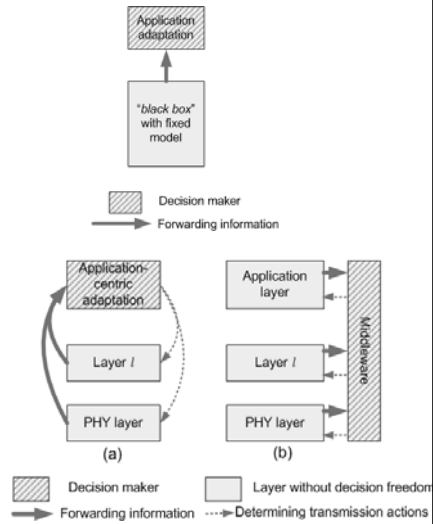 Application
adaptation
"black box"
with fixed
model
Decision maker
Forwarding information
Application-
centric
adaptation
Layer l
PHY layer
(a)
Application
layer
Layer l
PHY layer
Middleware
(b)
Decision maker
Layer without decision freedom
Forwarding information
Determining transmission actions